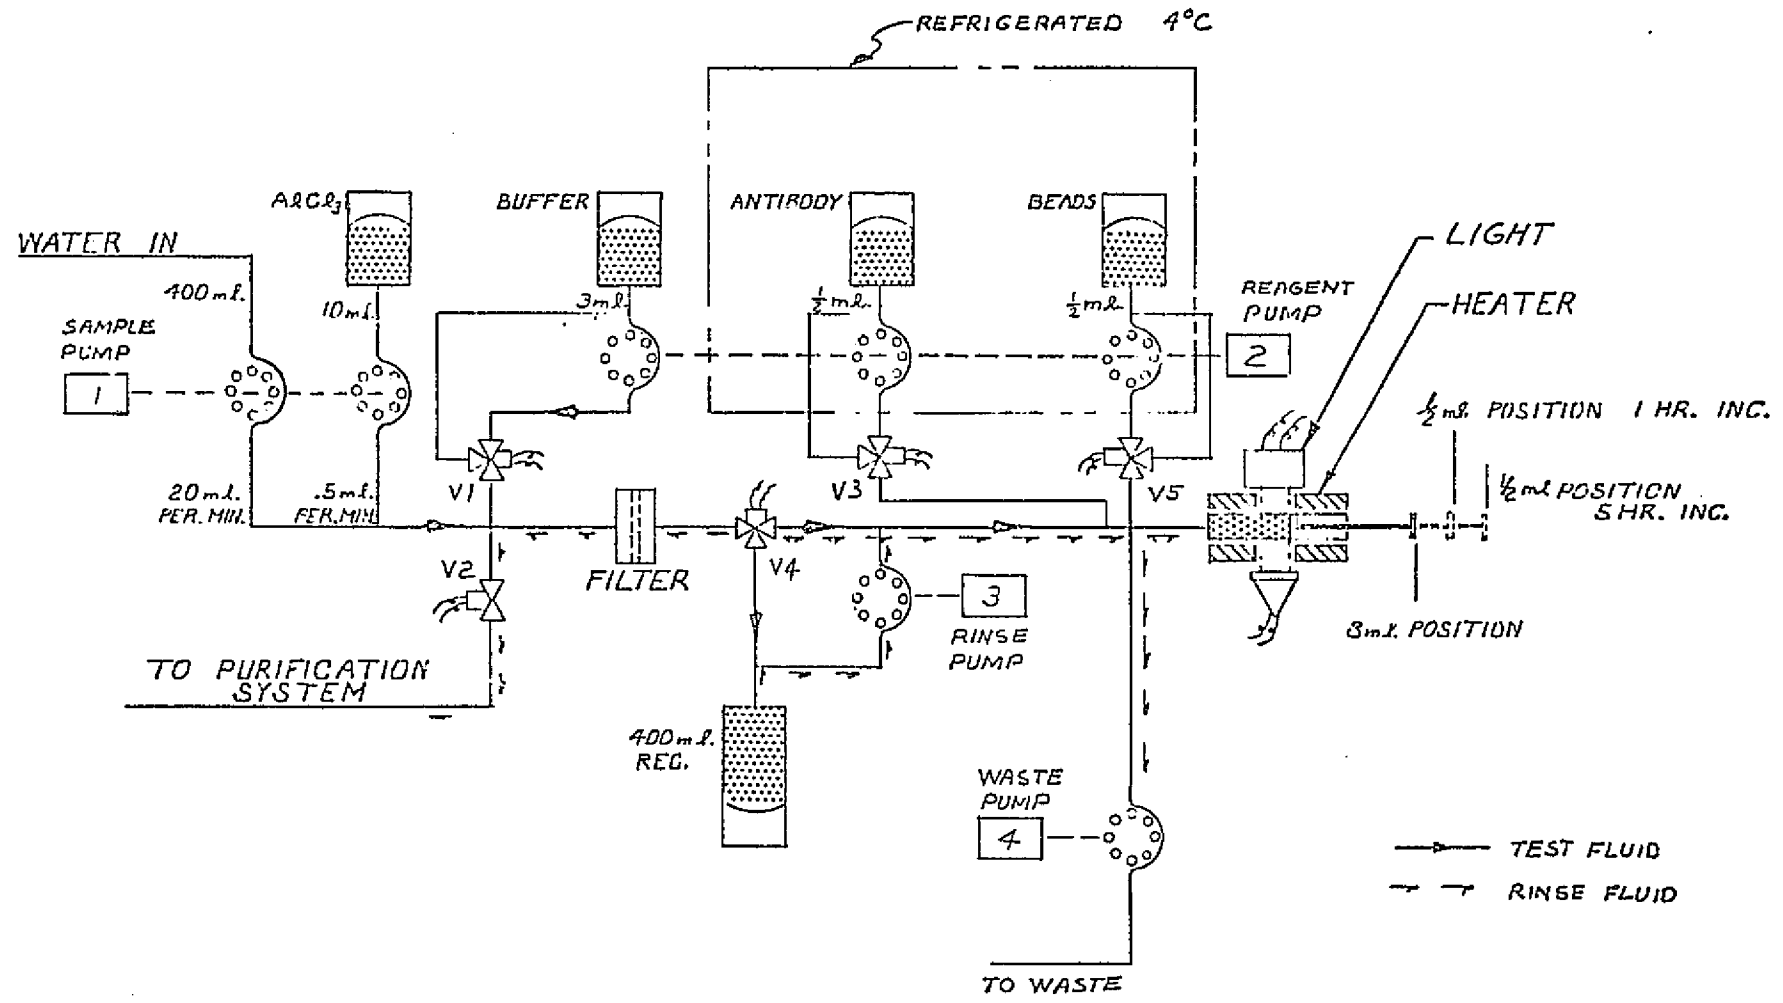 REFRIGERATED 4°C
AlCl3
BUFFER
ANTIBODY
BEADS
WATER IN
LIGHT
400 ml.
10 ml.
3 ml.
1/2 ml.
1/2 ml.
REAGENT
PUMP
2
HEATER
SAMPLE
PUMP
1
1/2 ml. POSITION 1 HR. INC.
1/2 ml POSITION
5 HR. INC.
V1
V3
V5
20 ml.
PER. MIN.
.5 ml.
PER. MIN.
V2
FILTER
V4
3
RINSE
PUMP
3 ml. POSITION
TO PURIFICATION
SYSTEM
400 ml.
REC.
WASTE
PUMP
4
TEST FLUID
RINSE FLUID
TO WASTE